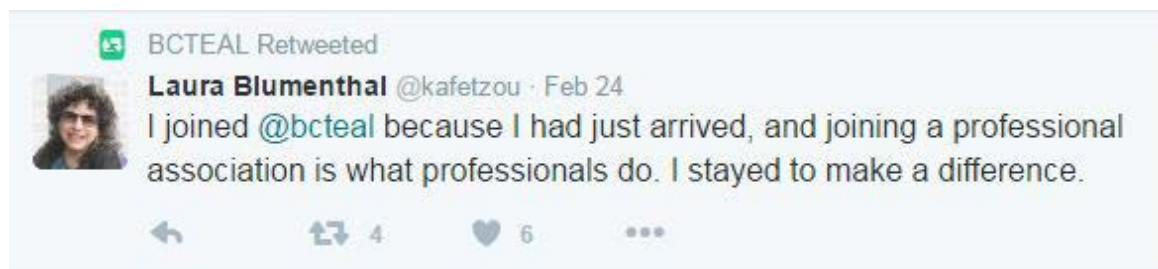 BCTEAL Retweeted
Laura Blumenthal @kafetzou · Feb 24
I joined @bcteal because I had just arrived, and joining a professional
association is what professionals do. I stayed to make a difference.
4 6